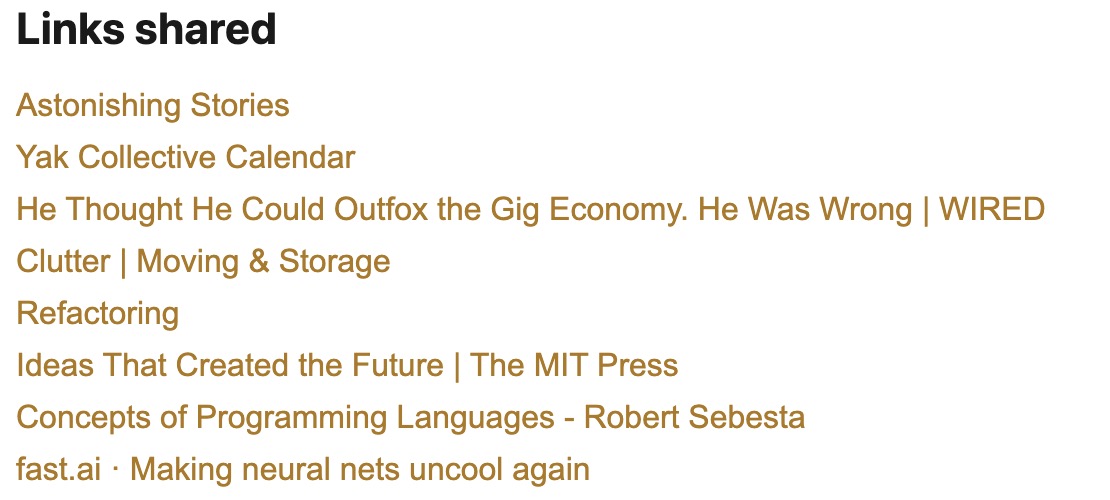 Links shared
Astonishing Stories
Yak Collective Calendar
He Thought He Could Outfox the Gig Economy. He Was Wrong | WIRED
Clutter | Moving & Storage
Refactoring
Ideas That Created the Future | The MIT Press
Concepts of Programming Languages - Robert Sebesta
fast.ai · Making neural nets uncool again